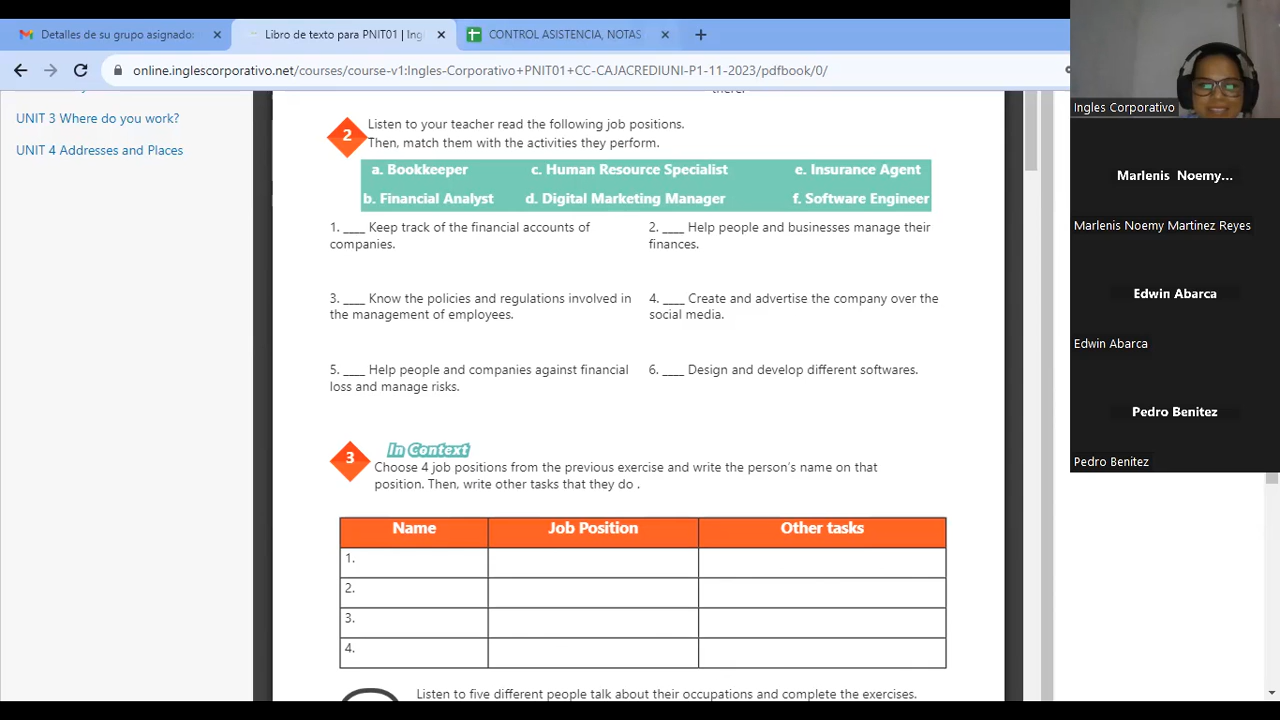 Detalles de su grupo asignado:
Libro de texto para PNIT01 | Ingl
CONTROL ASISTENCIA, NOTAS
online.inglescorporativo.net/courses/course-v1:Ingles-Corporativo+PNIT01+CC-CAJACREDIUNI-P1-11-2023/pdfbook/0/
UNIT 3 Where do you work?
UNIT 4 Addresses and Places
there.
2
Listen to your teacher read the following job positions.
Then, match them with the activities they perform.
a. Bookkeeper c. Human Resource Specialist e. Insurance Agent
b. Financial Analyst d. Digital Marketing Manager f. Software Engineer
1. ____ Keep track of the financial accounts of
companies.
2. ____ Help people and businesses manage their
finances.
3. ____ Know the policies and regulations involved in
the management of employees.
4. ____ Create and advertise the company over the
social media.
5. ____ Help people and companies against financial
loss and manage risks.
6. ____ Design and develop different softwares.
3
In Context
Choose 4 job positions from the previous exercise and write the person's name on that
position. Then, write other tasks that they do .
Name Job Position Other tasks
1.
2.
3.
4.
Listen to five different people talk about their occupations and complete the exercises.
Ingles Corporativo
Marlenis Noemy...
Marlenis Noemy Martinez Reyes
Edwin Abarca
Edwin Abarca
Pedro Benitez
Pedro Benitez